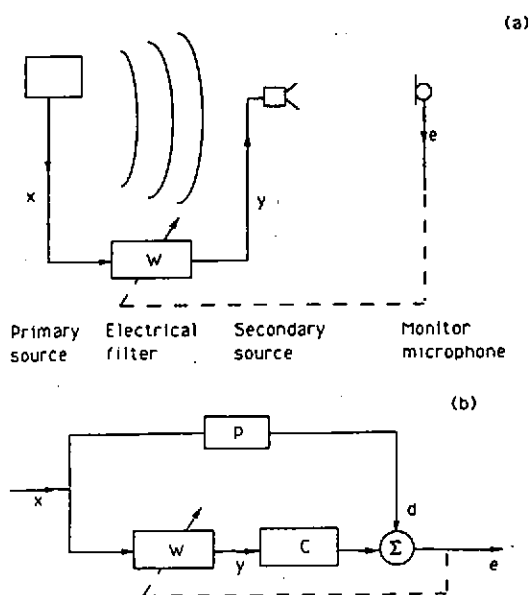 (a)
x
y
e
W
Primary source
Electrical filter
Secondary source
Monitor microphone
(b)
P
x
d
W
y
C
Σ
e